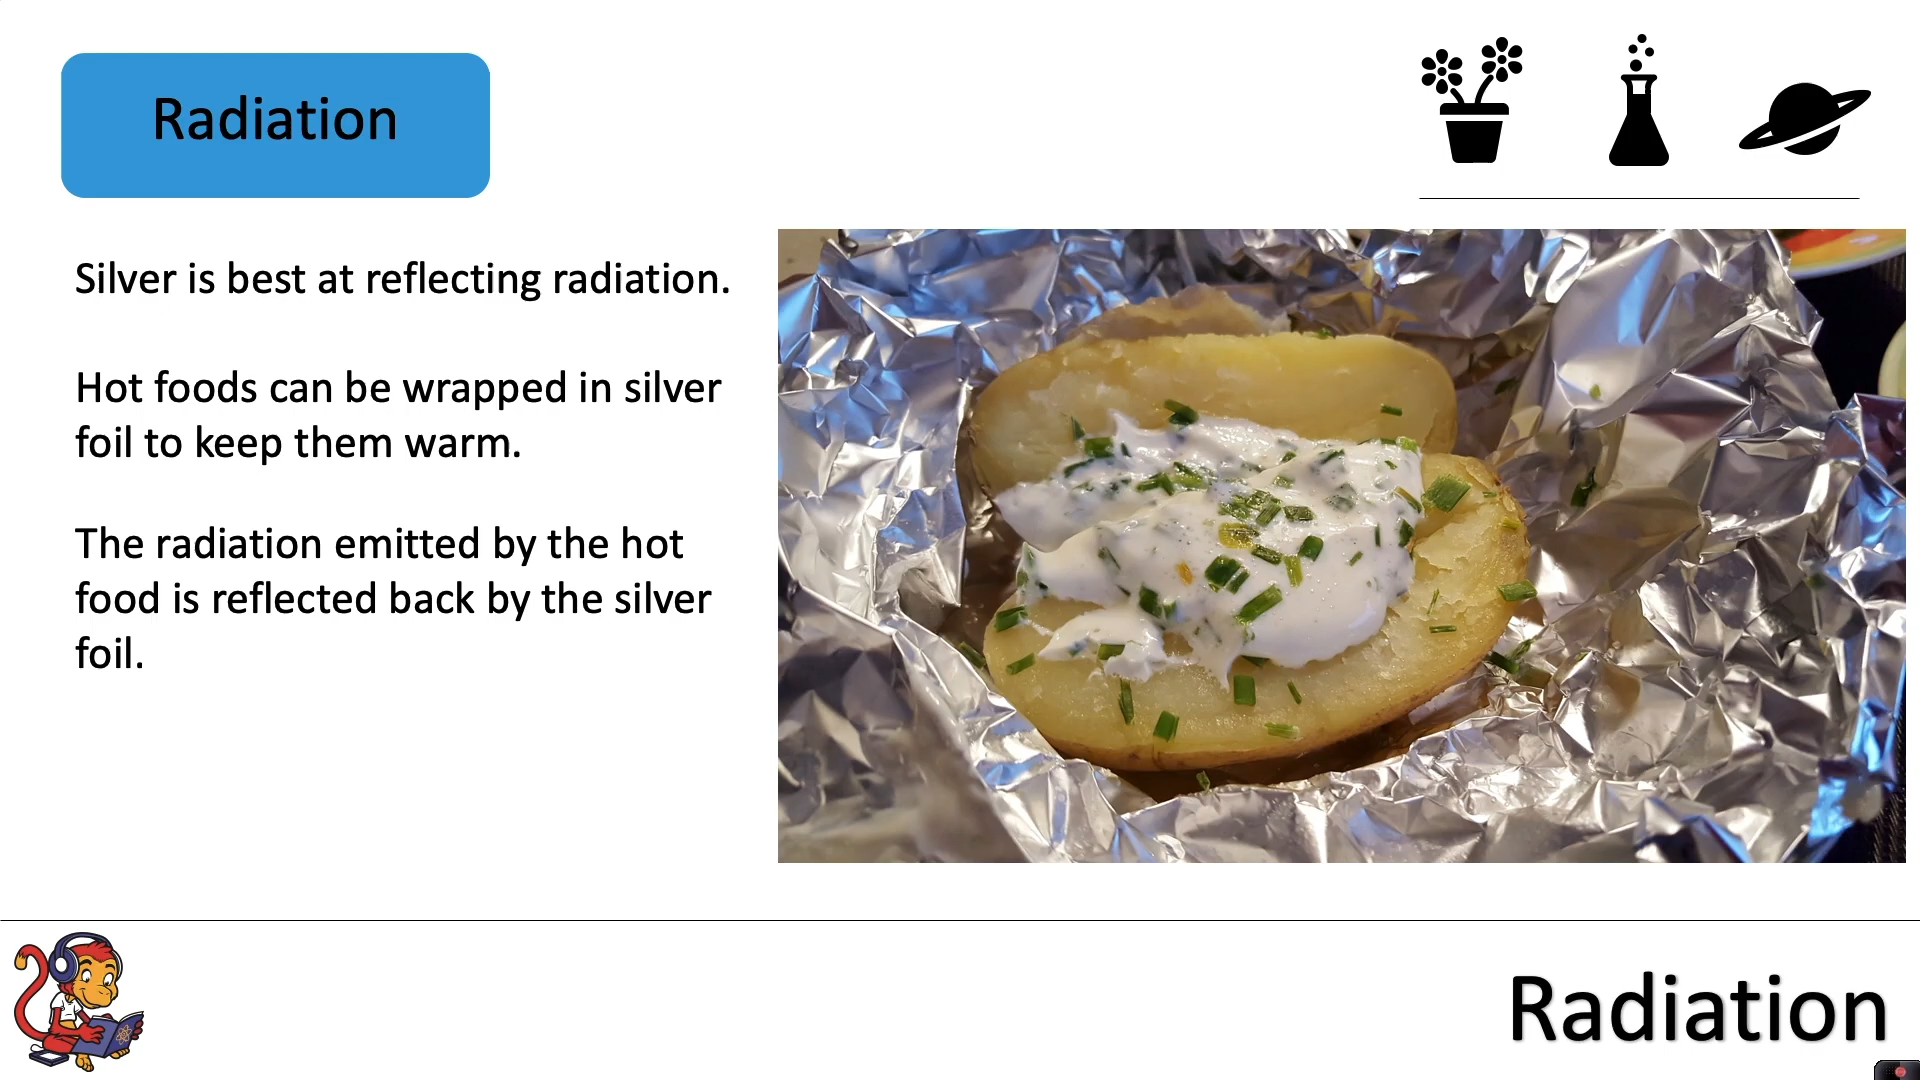 Radiation
Silver is best at reflecting radiation.
Hot foods can be wrapped in silver
foil to keep them warm.
The radiation emitted by the hot
food is reflected back by the silver
foil.
Radiation